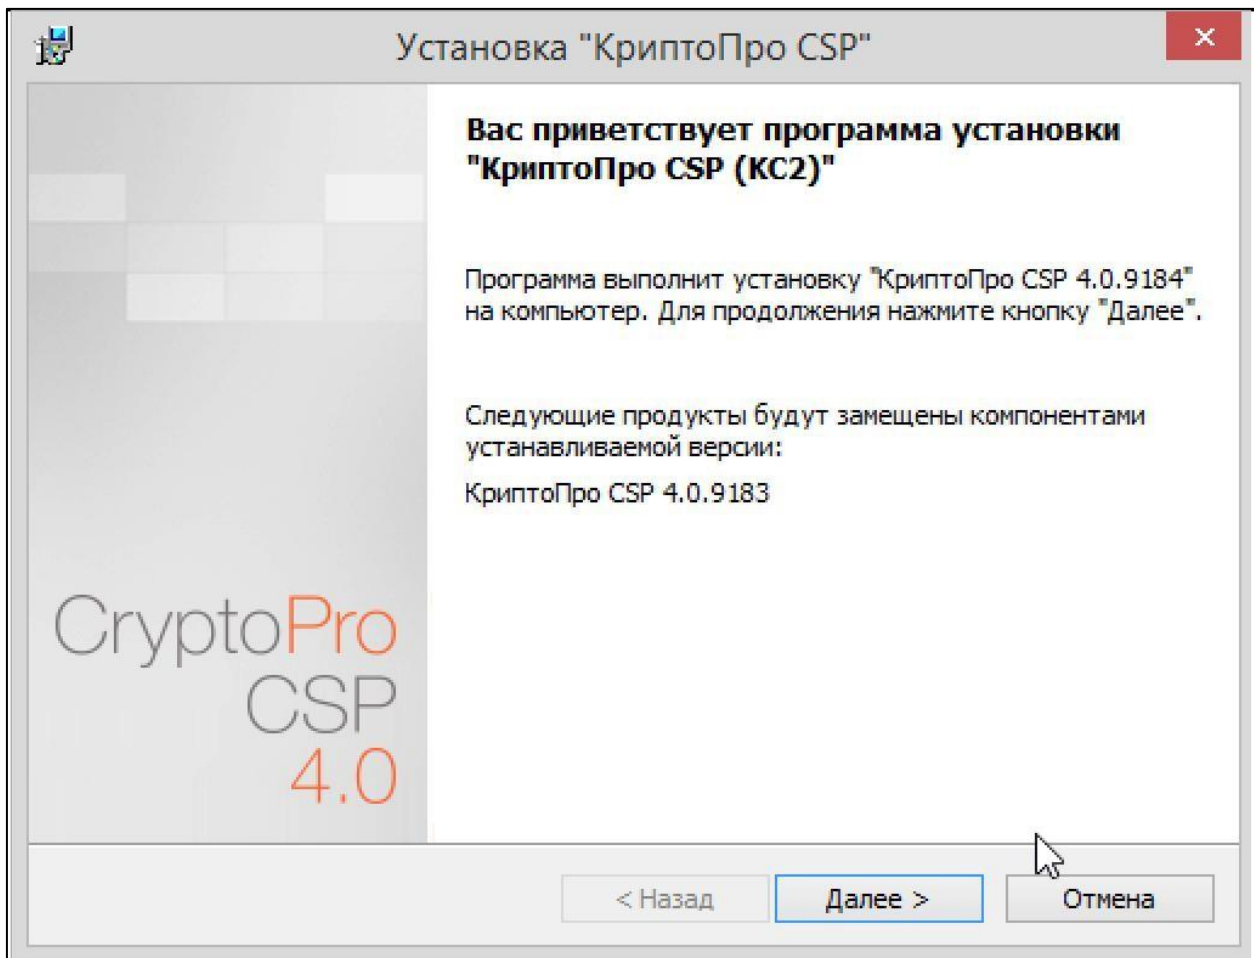 Установка "КриптоПро CSP"
Вас приветствует программа установки
"КриптоПро CSP (KC2)"
Программа выполнит установку "КриптоПро CSP 4.0.9184"
на компьютер. Для продолжения нажмите кнопку "Далее".
Следующие продукты будут замещены компонентами
устанавливаемой версии:
КриптоПро CSP 4.0.9183
CryptoPro
CSP
4.0
< Назад
Далее >
Отмена